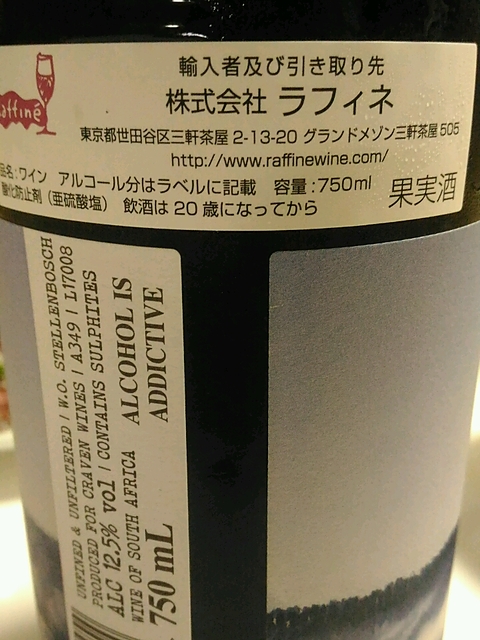 輸入者及び引き取り先
株式会社 ラフィネ
東京都世田谷区三軒茶屋 2-13-20 グランドメゾン三軒茶屋 505
http://www.raffinewine.com/
品名:ワイン アルコール分はラベルに記載 容量:750ml
酸化防止剤(亜硫酸塩) 飲酒は20歳になってから
果実酒
UNFINED & UNFILTERED | W.O. STELLENBOSCH
PRODUCED FOR CRAVEN WINES | A349 | L17008
ALC 12.5% vol | CONTAINS SULPHITES
WINE OF SOUTH AFRICA
750 mL
ALCOHOL IS
ADDICTIVE